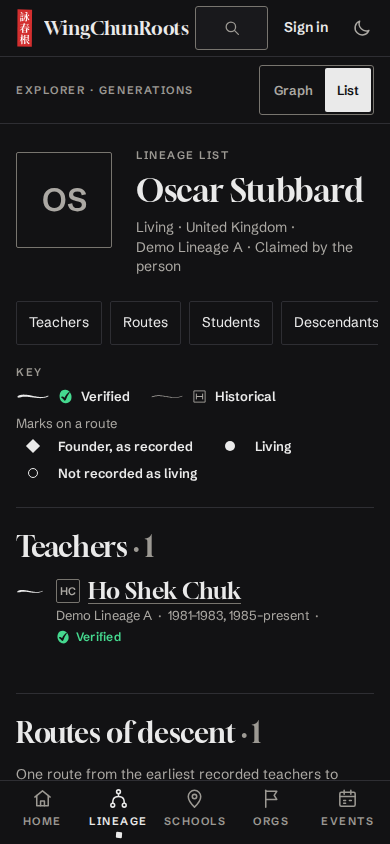 詠春根
WingChunRoots
Sign in
EXPLORER · GENERATIONS
Graph
List
OS
LINEAGE LIST
Oscar Stubbard
Living · United Kingdom ·
Demo Lineage A · Claimed by the
person
Teachers
Routes
Students
Descendants
KEY
Verified
Historical
Marks on a route
Founder, as recorded
Living
Not recorded as living
Teachers · 1
HC
Ho Shek Chuk
Demo Lineage A · 1981–1983, 1985–present ·
Verified
Routes of descent · 1
One route from the earliest recorded teachers to
HOME
LINEAGE
SCHOOLS
ORGS
EVENTS